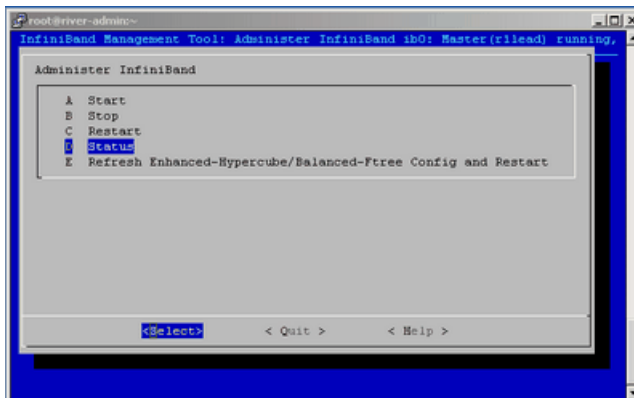 root@river-admin:~
InfiniBand Management Tool: Administer InfiniBand ib0: Master(r1lead) running,
Administer InfiniBand
A Start
B Stop
C Restart
D Status
E Refresh Enhanced-Hypercube/Balanced-Ftree Config and Restart
<Select> < Quit > < Help >